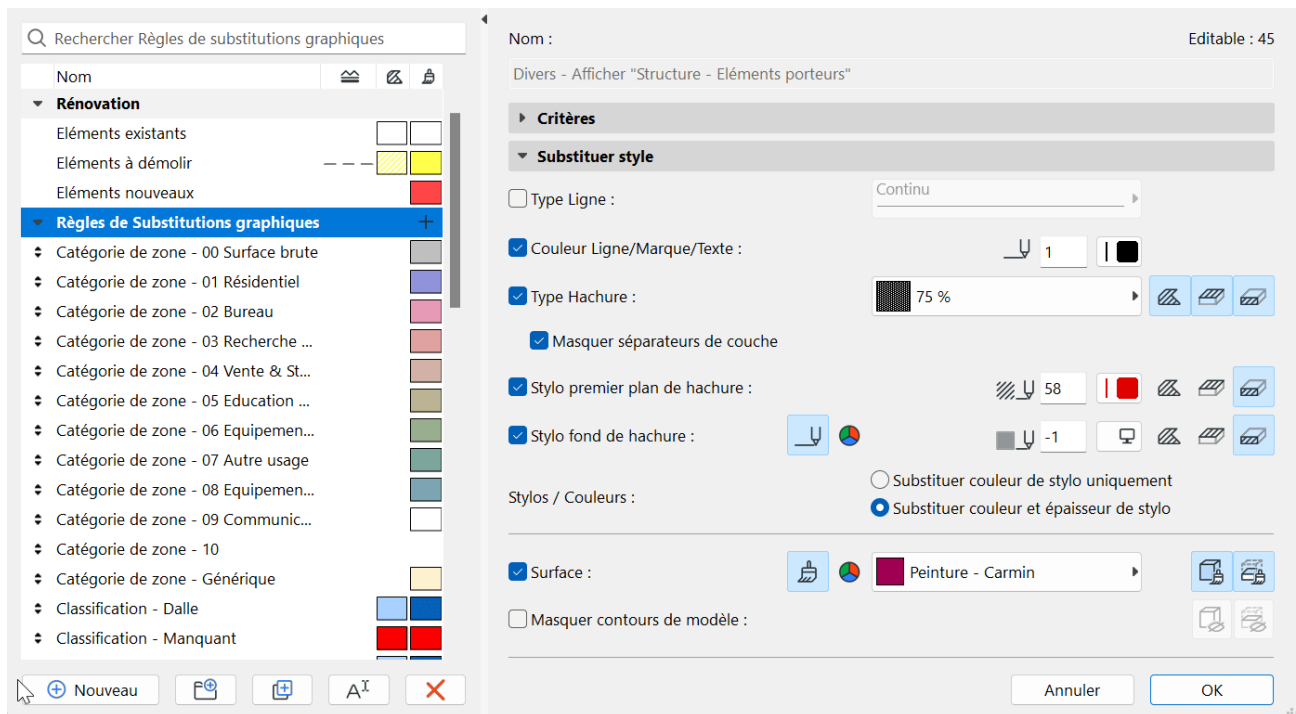 Rechercher Règles de substitutions graphiques
Nom
Rénovation
Eléments existants
Eléments à démolir
Eléments nouveaux
Règles de Substitutions graphiques
Catégorie de zone - 00 Surface brute
Catégorie de zone - 01 Résidentiel
Catégorie de zone - 02 Bureau
Catégorie de zone - 03 Recherche ...
Catégorie de zone - 04 Vente & St...
Catégorie de zone - 05 Education ...
Catégorie de zone - 06 Equipemen...
Catégorie de zone - 07 Autre usage
Catégorie de zone - 08 Equipemen...
Catégorie de zone - 09 Communic...
Catégorie de zone - 10
Catégorie de zone - Générique
Classification - Dalle
Classification - Manquant
Nouveau
Nom : Editable : 45
Divers - Afficher "Structure - Eléments porteurs"
Critères
Substituer style
Type Ligne : Continu
Couleur Ligne/Marque/Texte : 1
Type Hachure : 75 %
Masquer séparateurs de couche
Stylo premier plan de hachure : 58
Stylo fond de hachure : -1
Stylos / Couleurs :
Substituer couleur de stylo uniquement
Substituer couleur et épaisseur de stylo
Surface : Peinture - Carmin
Masquer contours de modèle :
Annuler OK